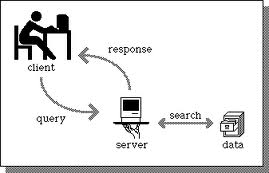 response
client
query
search
server
data